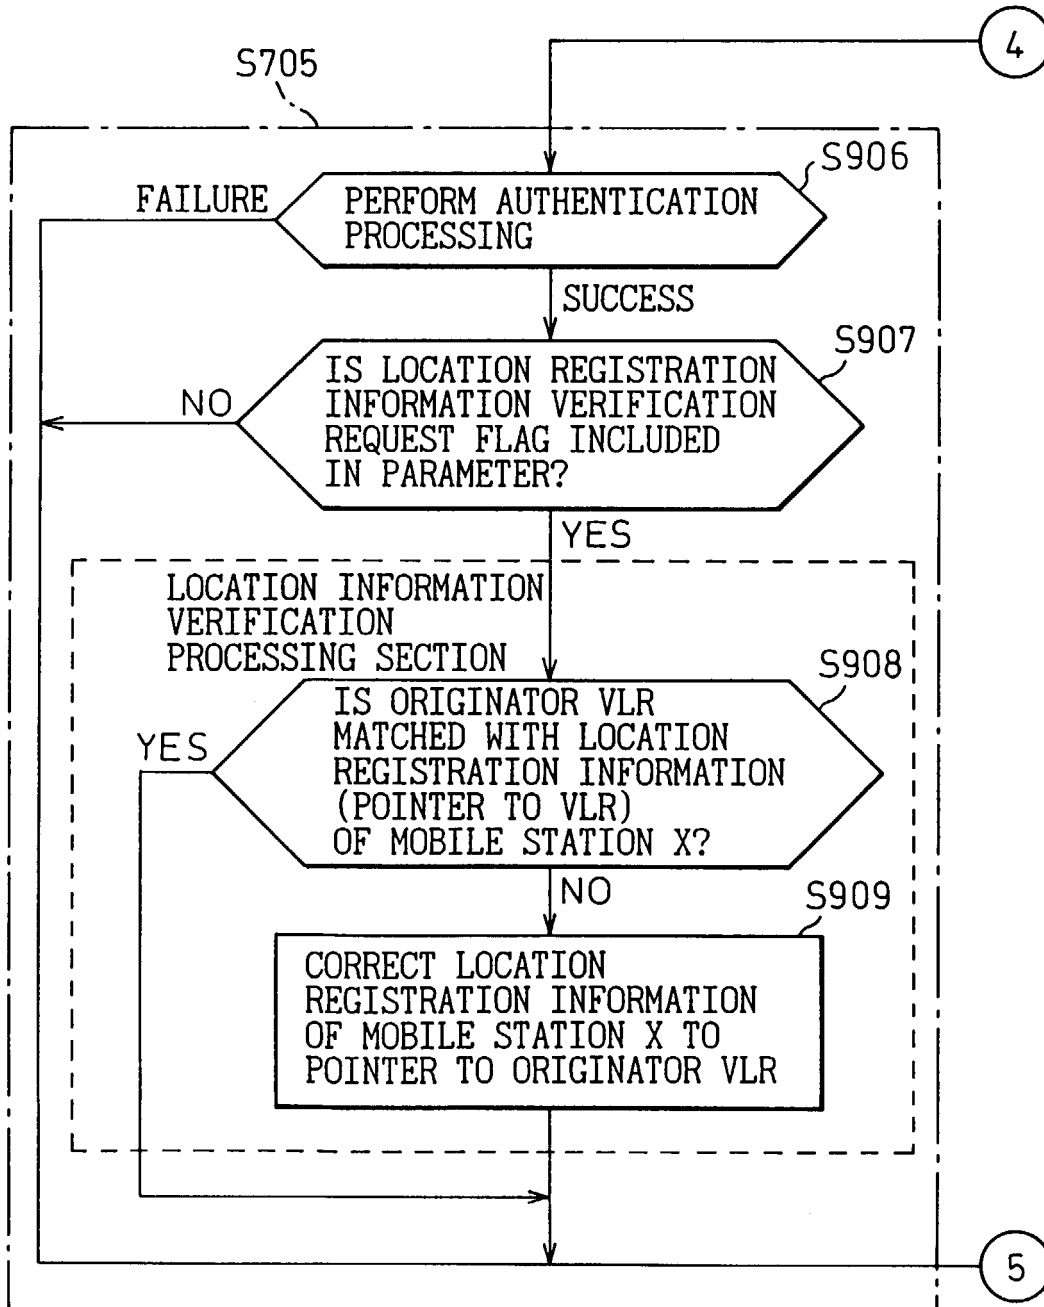 4
S705
S906
FAILURE
PERFORM AUTHENTICATION
PROCESSING
SUCCESS
S907
NO
IS LOCATION REGISTRATION
INFORMATION VERIFICATION
REQUEST FLAG INCLUDED
IN PARAMETER?
YES
LOCATION INFORMATION
VERIFICATION
PROCESSING SECTION
S908
YES
IS ORIGINATOR VLR
MATCHED WITH LOCATION
REGISTRATION INFORMATION
(POINTER TO VLR)
OF MOBILE STATION X?
NO
S909
CORRECT LOCATION
REGISTRATION INFORMATION
OF MOBILE STATION X TO
POINTER TO ORIGINATOR VLR
5